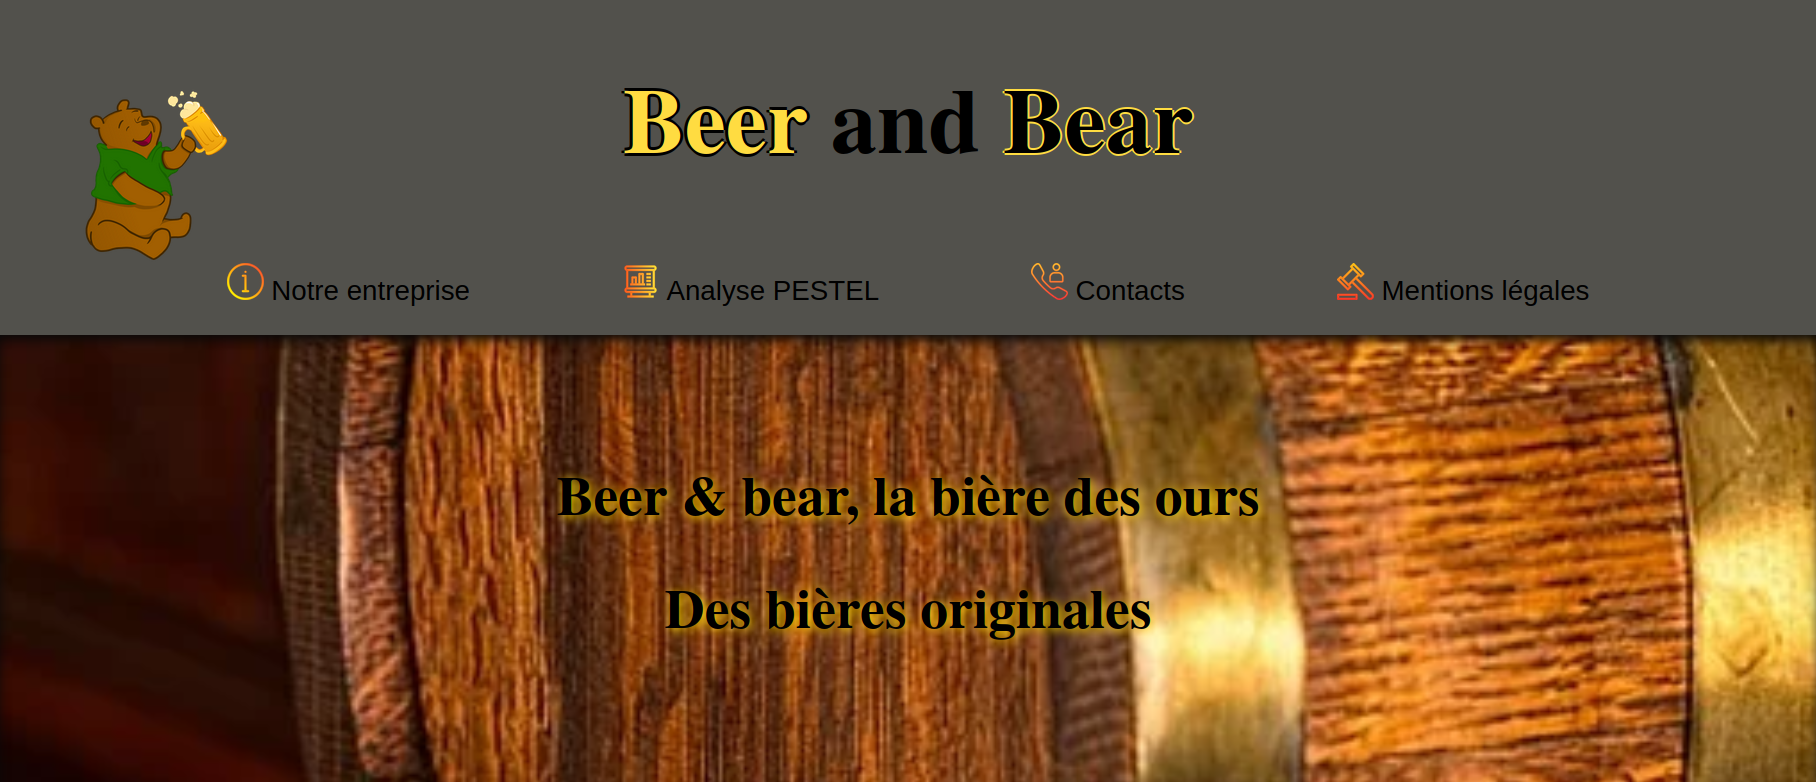 Beer and Bear
Notre entreprise Analyse PESTEL Contacts Mentions légales
Beer & bear, la bière des ours
Des bières originales